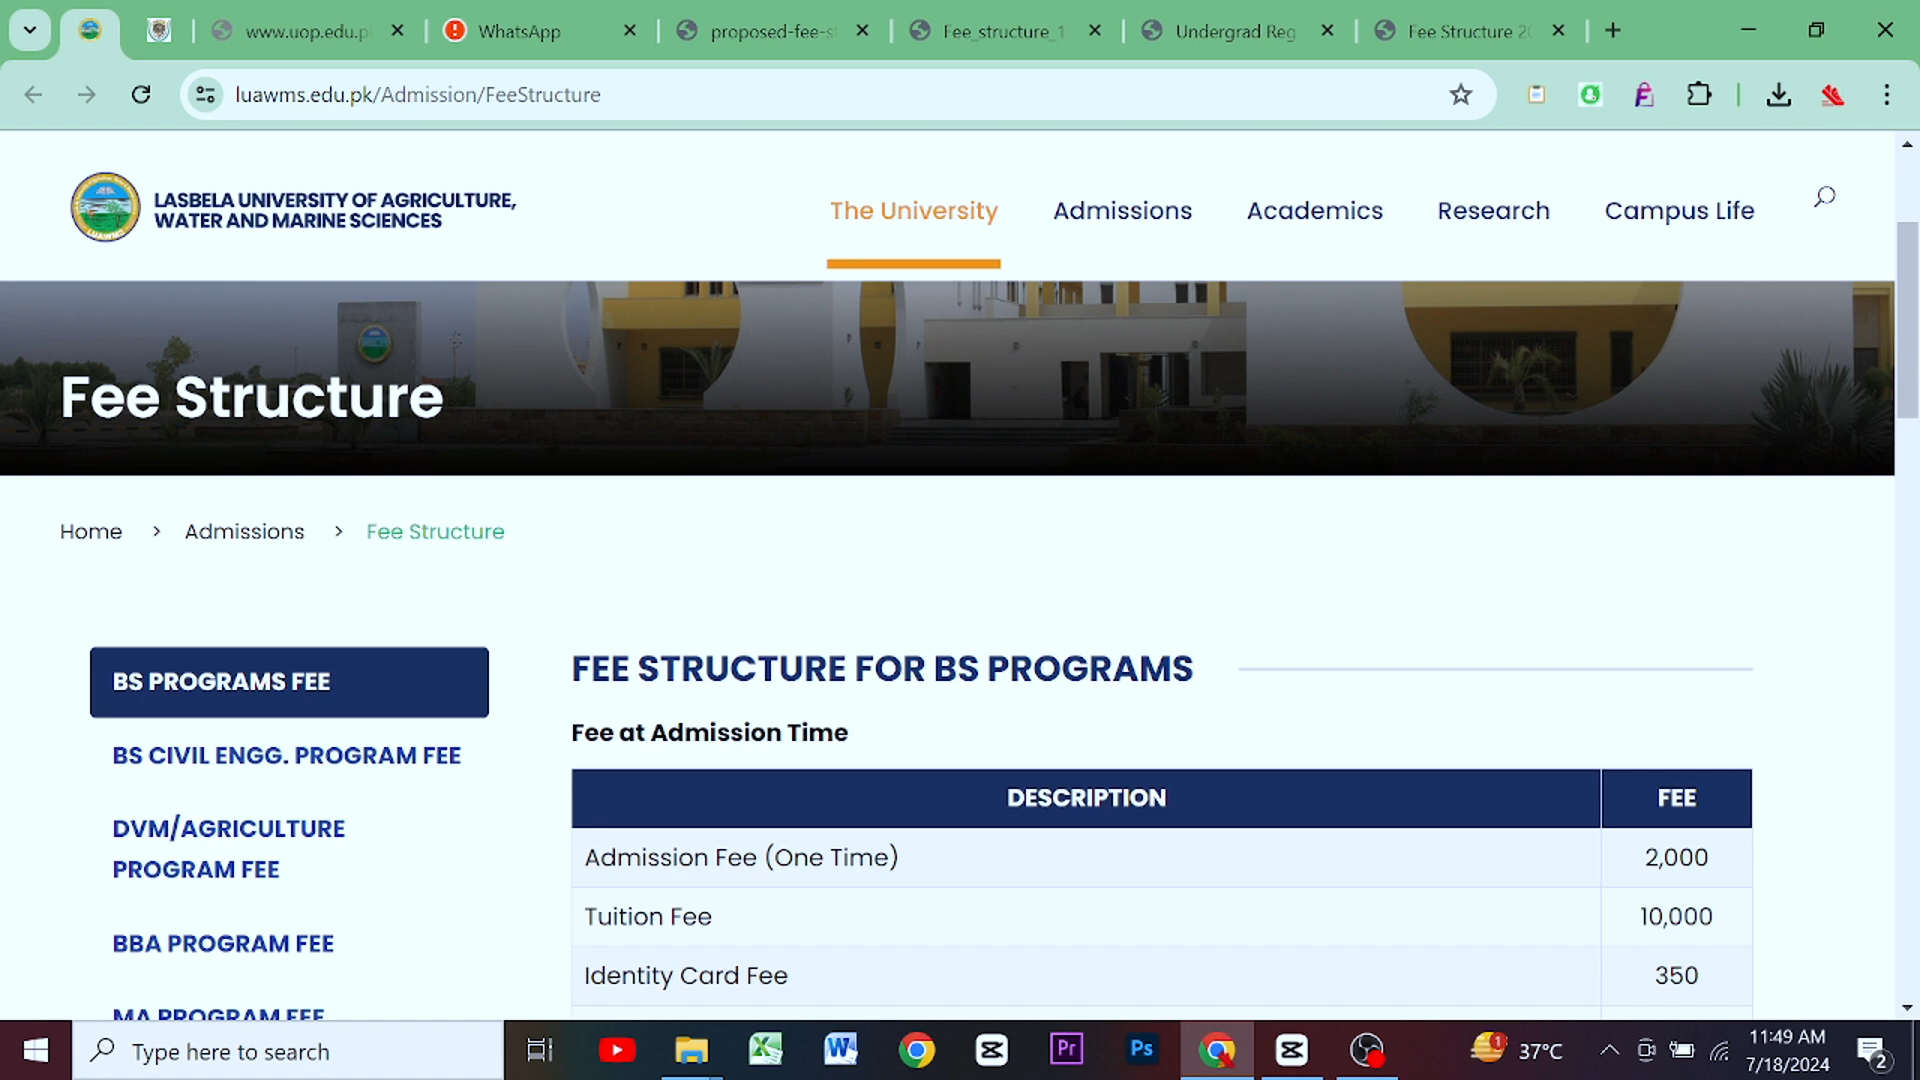 www.uop.edu.p
WhatsApp
proposed-fee-s
Fee_structure_1
Undergrad Reg
Fee Structure 20
luawms.edu.pk/Admission/FeeStructure
LASBELA UNIVERSITY OF AGRICULTURE,
WATER AND MARINE SCIENCES
The University
Admissions
Academics
Research
Campus Life
Fee Structure
Home > Admissions > Fee Structure
BS PROGRAMS FEE
BS CIVIL ENGG. PROGRAM FEE
DVM/AGRICULTURE
PROGRAM FEE
BBA PROGRAM FEE
MA PROGRAM FEE
FEE STRUCTURE FOR BS PROGRAMS
Fee at Admission Time
DESCRIPTION FEE
Admission Fee (One Time) 2,000
Tuition Fee 10,000
Identity Card Fee 350
Type here to search
Pr
Ps
1
37°C
11:49 AM
7/18/2024
2